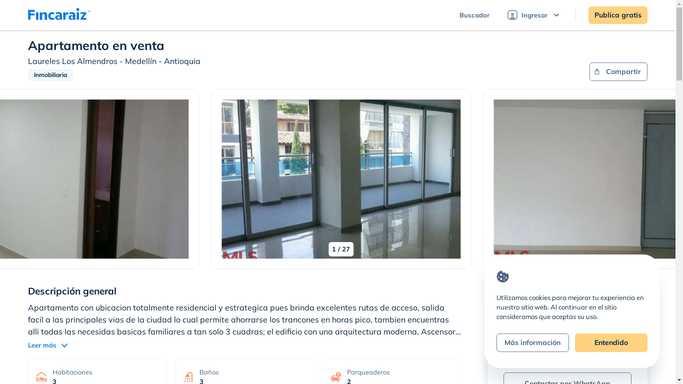 Fincaraiz
Buscador
Ingresar
Publica gratis
Apartamento en venta
Laureles Los Almendros - Medellín - Antioquia
Inmobiliaria
Compartir
1 / 27
MLS
Descripción general
Apartamento con ubicacion totalmente residencial y estrategica pues brinda excelentes rutas de acceso, salida
facil a las principales vias de la ciudad lo cual permite ahorrarse los trancones en horas pico, tambien encuentras
alli todas las necesidas basicas familiares a tan solo 3 cuadras; el edificio con una arquitectura moderna, Ascensor...
Leer más
Habitaciones
3
Baños
3
Parqueaderos
2
Utilizamos cookies para mejorar tu experiencia en
nuestro sitio web. Al continuar en el sitio
consideramos que aceptas su uso.
Más información
Entendido
Contactar por WhatsApp